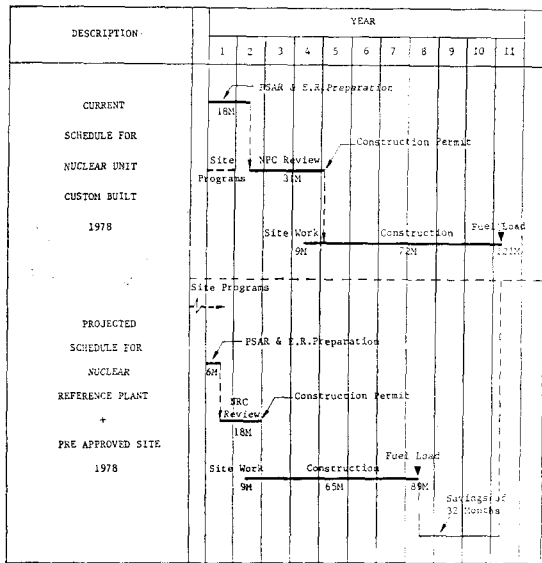 DESCRIPTION
YEAR
1 2 3 4 5 6 7 8 9 10 11
CURRENT
SCHEDULE FOR
NUCLEAR UNIT
CUSTOM BUILT
1978
PSAR & E.R.Preparation
18M
Site
Programs
NPC Review
31M
Construction Permit
Site Work
9M
Construction
72M
Fuel Load
121M
Site Programs
PROJECTED
SCHEDULE FOR
NUCLEAR
REFERENCE PLANT
+
PRE APPROVED SITE
1978
PSAR & E.R.Preparation
6M
NRC
Review
18M
Construction Permit
Site Work
9M
Construction
65M
Fuel Load
89M
Savings of
32 Months